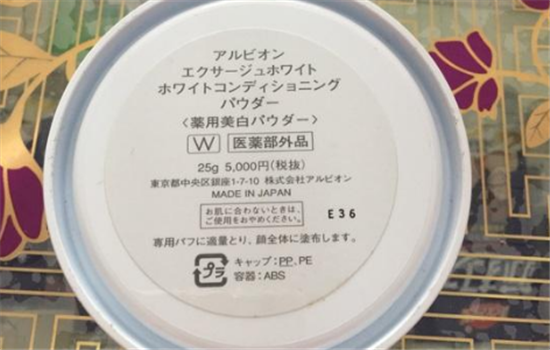 アルビオン
エクサージュホワイト
ホワイトコンディショニング
パウダー
〈薬用美白パウダー〉
W 医薬部外品
25g 5,000円(税抜)
東京都中央区銀座1-7-10 株式会社アルビオン
MADE IN JAPAN
お肌に合わないときは、
ご使用をおやめください。
E36
専用パフに適量とり、顔全体に塗布します。
プラ キャップ: PP, PE
容器: ABS